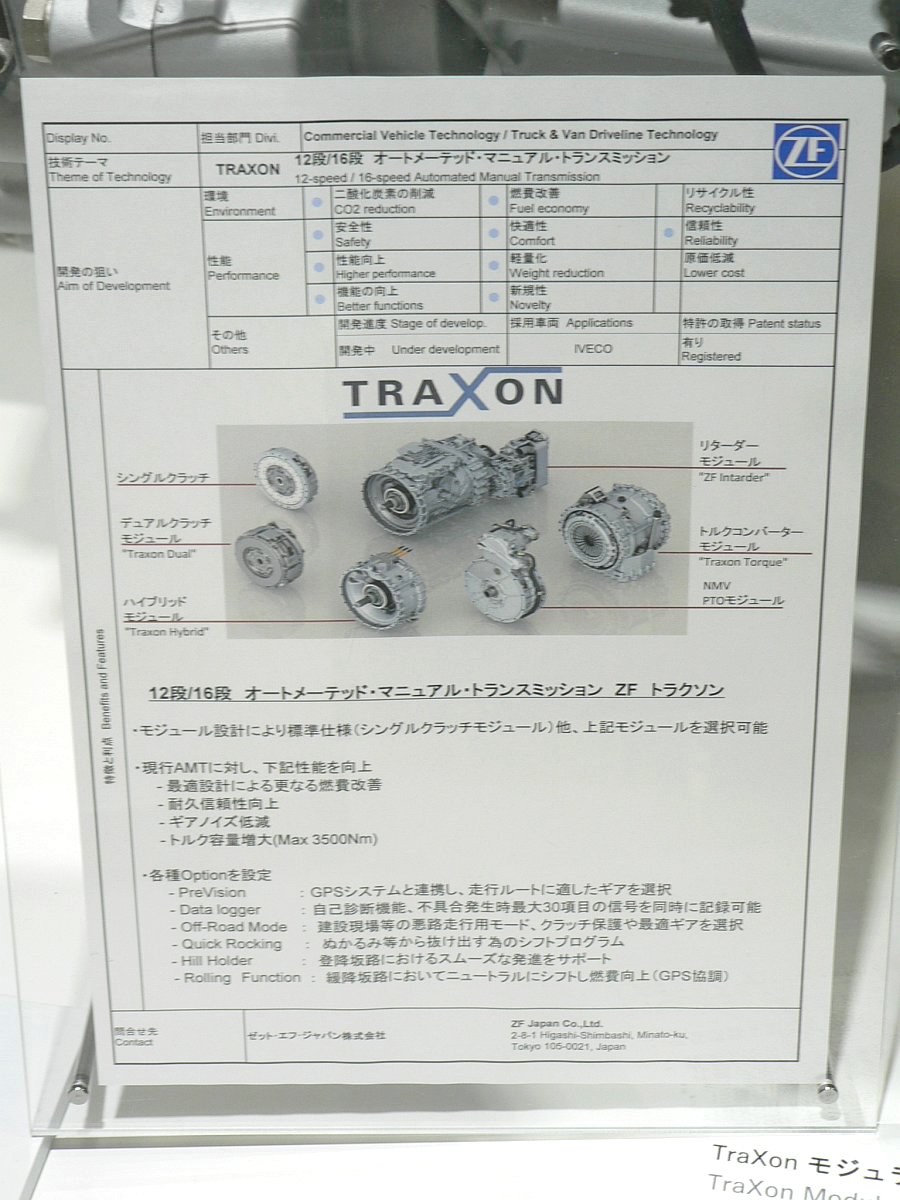 Display No.
担当部門 Divi.
Commercial Vehicle Technology / Truck & Van Driveline Technology
ZF
技術テーマ
Theme of Technology
TRAXON
12段/16段 オートメーテッド・マニュアル・トランスミッション
12-speed / 16-speed Automated Manual Transmission
開発の狙い
Aim of Development
環境
Environment
二酸化炭素の削減
CO2 reduction
燃費改善
Fuel economy
リサイクル性
Recyclability
性能
Performance
安全性
Safety
快適性
Comfort
信頼性
Reliability
性能向上
Higher performance
軽量化
Weight reduction
原価低減
Lower cost
機能の向上
Better functions
新規性
Novelty
その他
Others
開発進度 Stage of develop.
採用車両 Applications
特許の取得 Patent status
開発中 Under development
IVECO
有り
Registered
特徴と利点 Benefits and Features
TRAXON
シングルクラッチ
デュアルクラッチ
モジュール
"Traxon Dual"
ハイブリッド
モジュール
"Traxon Hybrid"
リターダー
モジュール
"ZF Intarder"
トルクコンバーター
モジュール
"Traxon Torque"
NMV
PTOモジュール
12段/16段 オートメーテッド・マニュアル・トランスミッション ZF トラクソン
・モジュール設計により標準仕様(シングルクラッチモジュール)他、上記モジュールを選択可能
・現行AMTに対し、下記性能を向上
- 最適設計による更なる燃費改善
- 耐久信頼性向上
- ギアノイズ低減
- トルク容量増大(Max 3500Nm)
・各種Optionを設定
- PreVision : GPSシステムと連携し、走行ルートに適したギアを選択
- Data logger : 自己診断機能、不具合発生時最大30項目の信号を同時に記録可能
- Off-Road Mode : 建設現場等の悪路走行用モード、クラッチ保護や最適ギアを選択
- Quick Rocking : ぬかるみ等から抜け出す為のシフトプログラム
- Hill Holder : 登降坂路におけるスムーズな発進をサポート
- Rolling Function : 緩降坂路においてニュートラルにシフトし燃費向上(GPS協調)
問合せ先
Contact
ゼット・エフ・ジャパン株式会社
ZF Japan Co.,Ltd.
2-8-1 Higashi-Shimbashi, Minato-ku,
Tokyo 105-0021, Japan
TraXon モジュラ
TraXon Modul